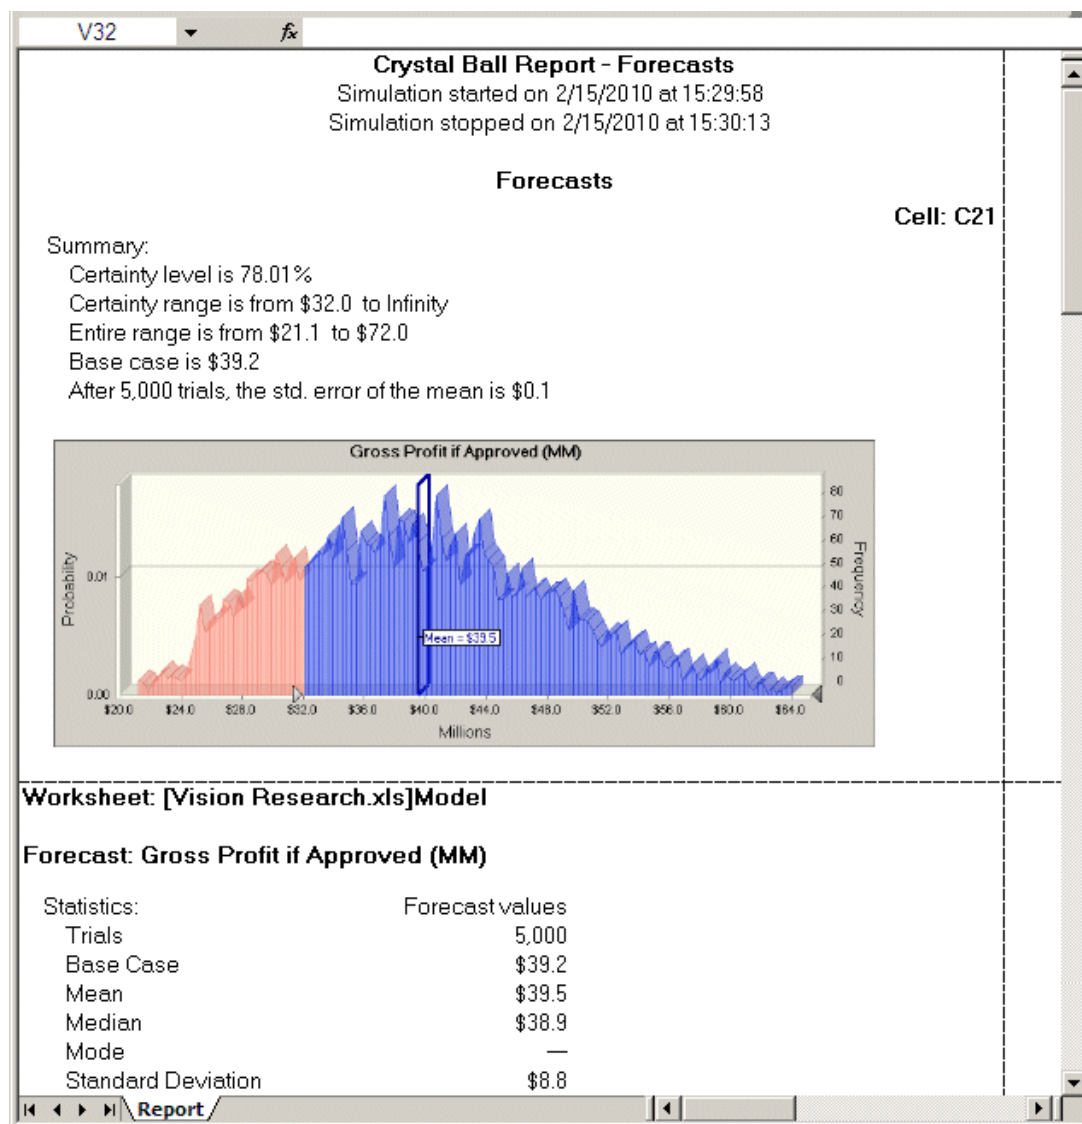 V32
fx
Crystal Ball Report - Forecasts
Simulation started on 2/15/2010 at 15:29:58
Simulation stopped on 2/15/2010 at 15:30:13
Forecasts
Cell: C21
Summary:
Certainty level is 78.01%
Certainty range is from $32.0 to Infinity
Entire range is from $21.1 to $72.0
Base case is $39.2
After 5,000 trials, the std. error of the mean is $0.1
Gross Profit if Approved (MM)
Probability
0.01
0.00
Mean = $39.5
80
70
60
50
40
30
20
10
0
Frequency
$20.0 $24.0 $28.0 $32.0 $36.0 $40.0 $44.0 $48.0 $52.0 $56.0 $60.0 $64.0
Millions
Worksheet: [Vision Research.xls]Model
Forecast: Gross Profit if Approved (MM)
Statistics: Forecast values
Trials 5,000
Base Case $39.2
Mean $39.5
Median $38.9
Mode —
Standard Deviation $8.8
Report